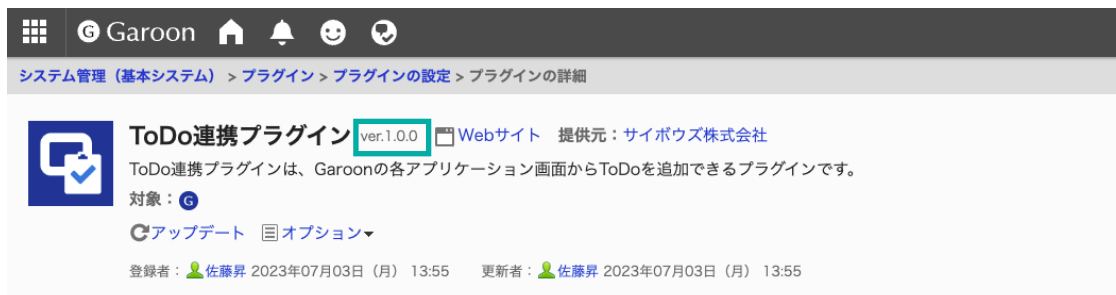 Garoon
システム管理（基本システム） > プラグイン > プラグインの設定 > プラグインの詳細
ToDo連携プラグイン ver.1.0.0 Webサイト 提供元：サイボウズ株式会社
ToDo連携プラグインは、Garoonの各アプリケーション画面からToDoを追加できるプラグインです。
対象：G
アップデート オプション
登録者：佐藤昇 2023年07月03日（月） 13:55 更新者：佐藤昇 2023年07月03日（月） 13:55